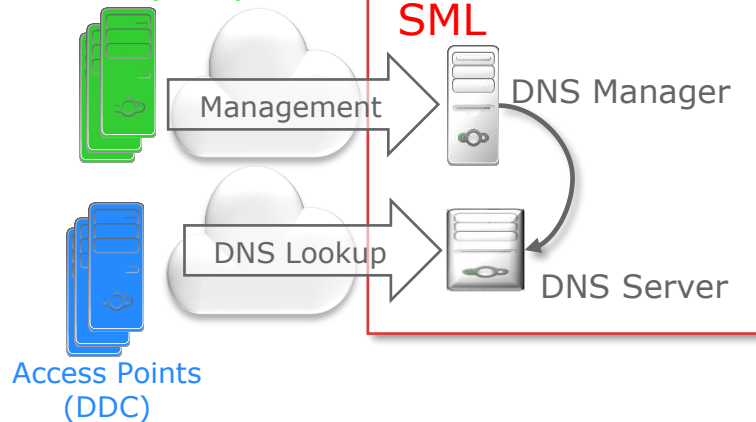 SML
Management
DNS Manager
DNS Lookup
DNS Server
Access Points
(DDC)